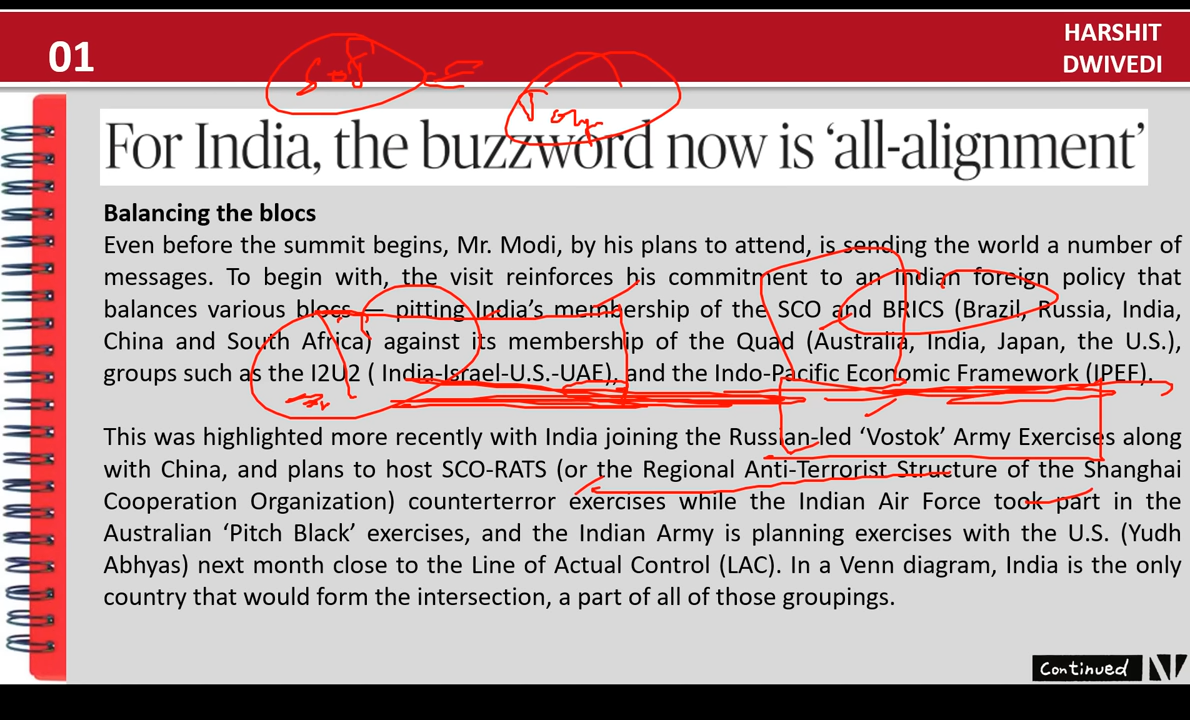 01
HARSHIT
DWIVEDI
For India, the buzzword now is ‘all-alignment’
Balancing the blocs
Even before the summit begins, Mr. Modi, by his plans to attend, is sending the world a number of
messages. To begin with, the visit reinforces his commitment to an Indian foreign policy that
balances various blocs — pitting India’s membership of the SCO and BRICS (Brazil, Russia, India,
China and South Africa) against its membership of the Quad (Australia, India, Japan, the U.S.),
groups such as the I2U2 ( India-Israel-U.S.-UAE), and the Indo-Pacific Economic Framework (IPEF).
This was highlighted more recently with India joining the Russian-led ‘Vostok’ Army Exercises along
with China, and plans to host SCO-RATS (or the Regional Anti-Terrorist Structure of the Shanghai
Cooperation Organization) counterterror exercises while the Indian Air Force took part in the
Australian ‘Pitch Black’ exercises, and the Indian Army is planning exercises with the U.S. (Yudh
Abhyas) next month close to the Line of Actual Control (LAC). In a Venn diagram, India is the only
country that would form the intersection, a part of all of those groupings.
Continued